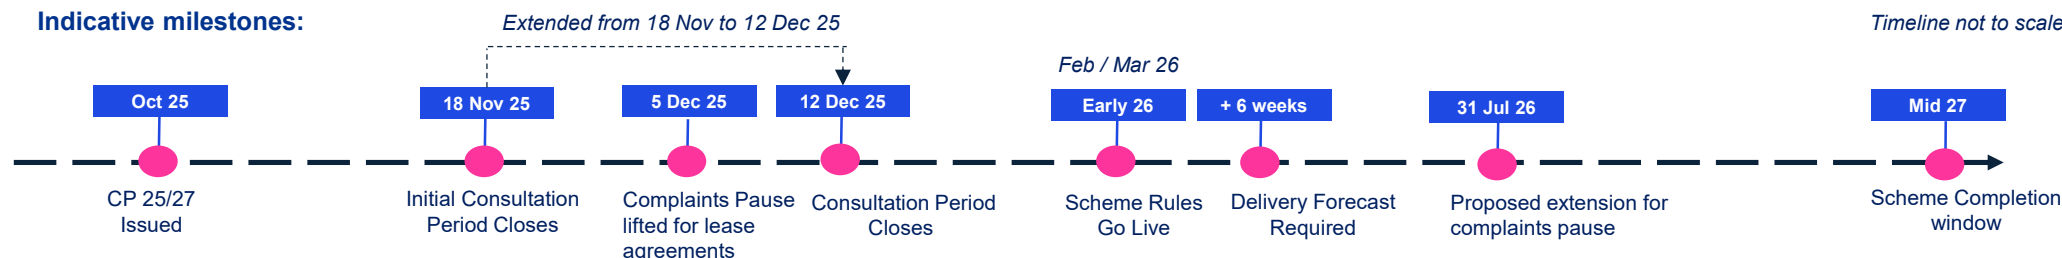 Indicative milestones:
Extended from 18 Nov to 12 Dec 25
Timeline not to scale
Feb / Mar 26
Oct 25
18 Nov 25
5 Dec 25
12 Dec 25
Early 26
+ 6 weeks
31 Jul 26
Mid 27
CP 25/27
Issued
Initial Consultation
Period Closes
Complaints Pause
lifted for lease
agreements
Consultation Period
Closes
Scheme Rules
Go Live
Delivery Forecast
Required
Proposed extension for
complaints pause
Scheme Completion
window